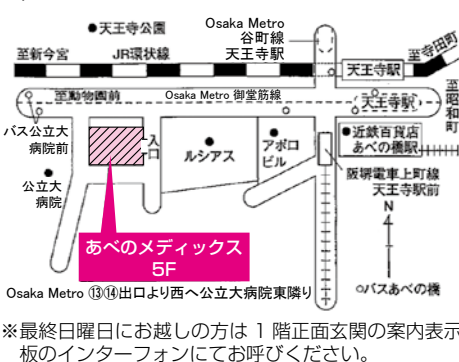 ●天王寺公園
Osaka Metro
谷町線
天王寺駅
至新今宮
JR環状線
天王寺駅
至寺田町
至動物園前
Osaka Metro 御堂筋線
天王寺駅
至昭和町
バス公立大
病院前
入口
ルシアス
アポロ
ビル
●近鉄百貨店
あべの橋駅
公立大
病院
阪堺電車上町線
天王寺駅前
N
あべのメディックス
5F
バスあべの橋
Osaka Metro ⑬⑭出口より西へ公立大病院東隣り
※最終日曜日にお越しの方は 1 階正面玄関の案内表示
板のインターフォンにてお呼びください。